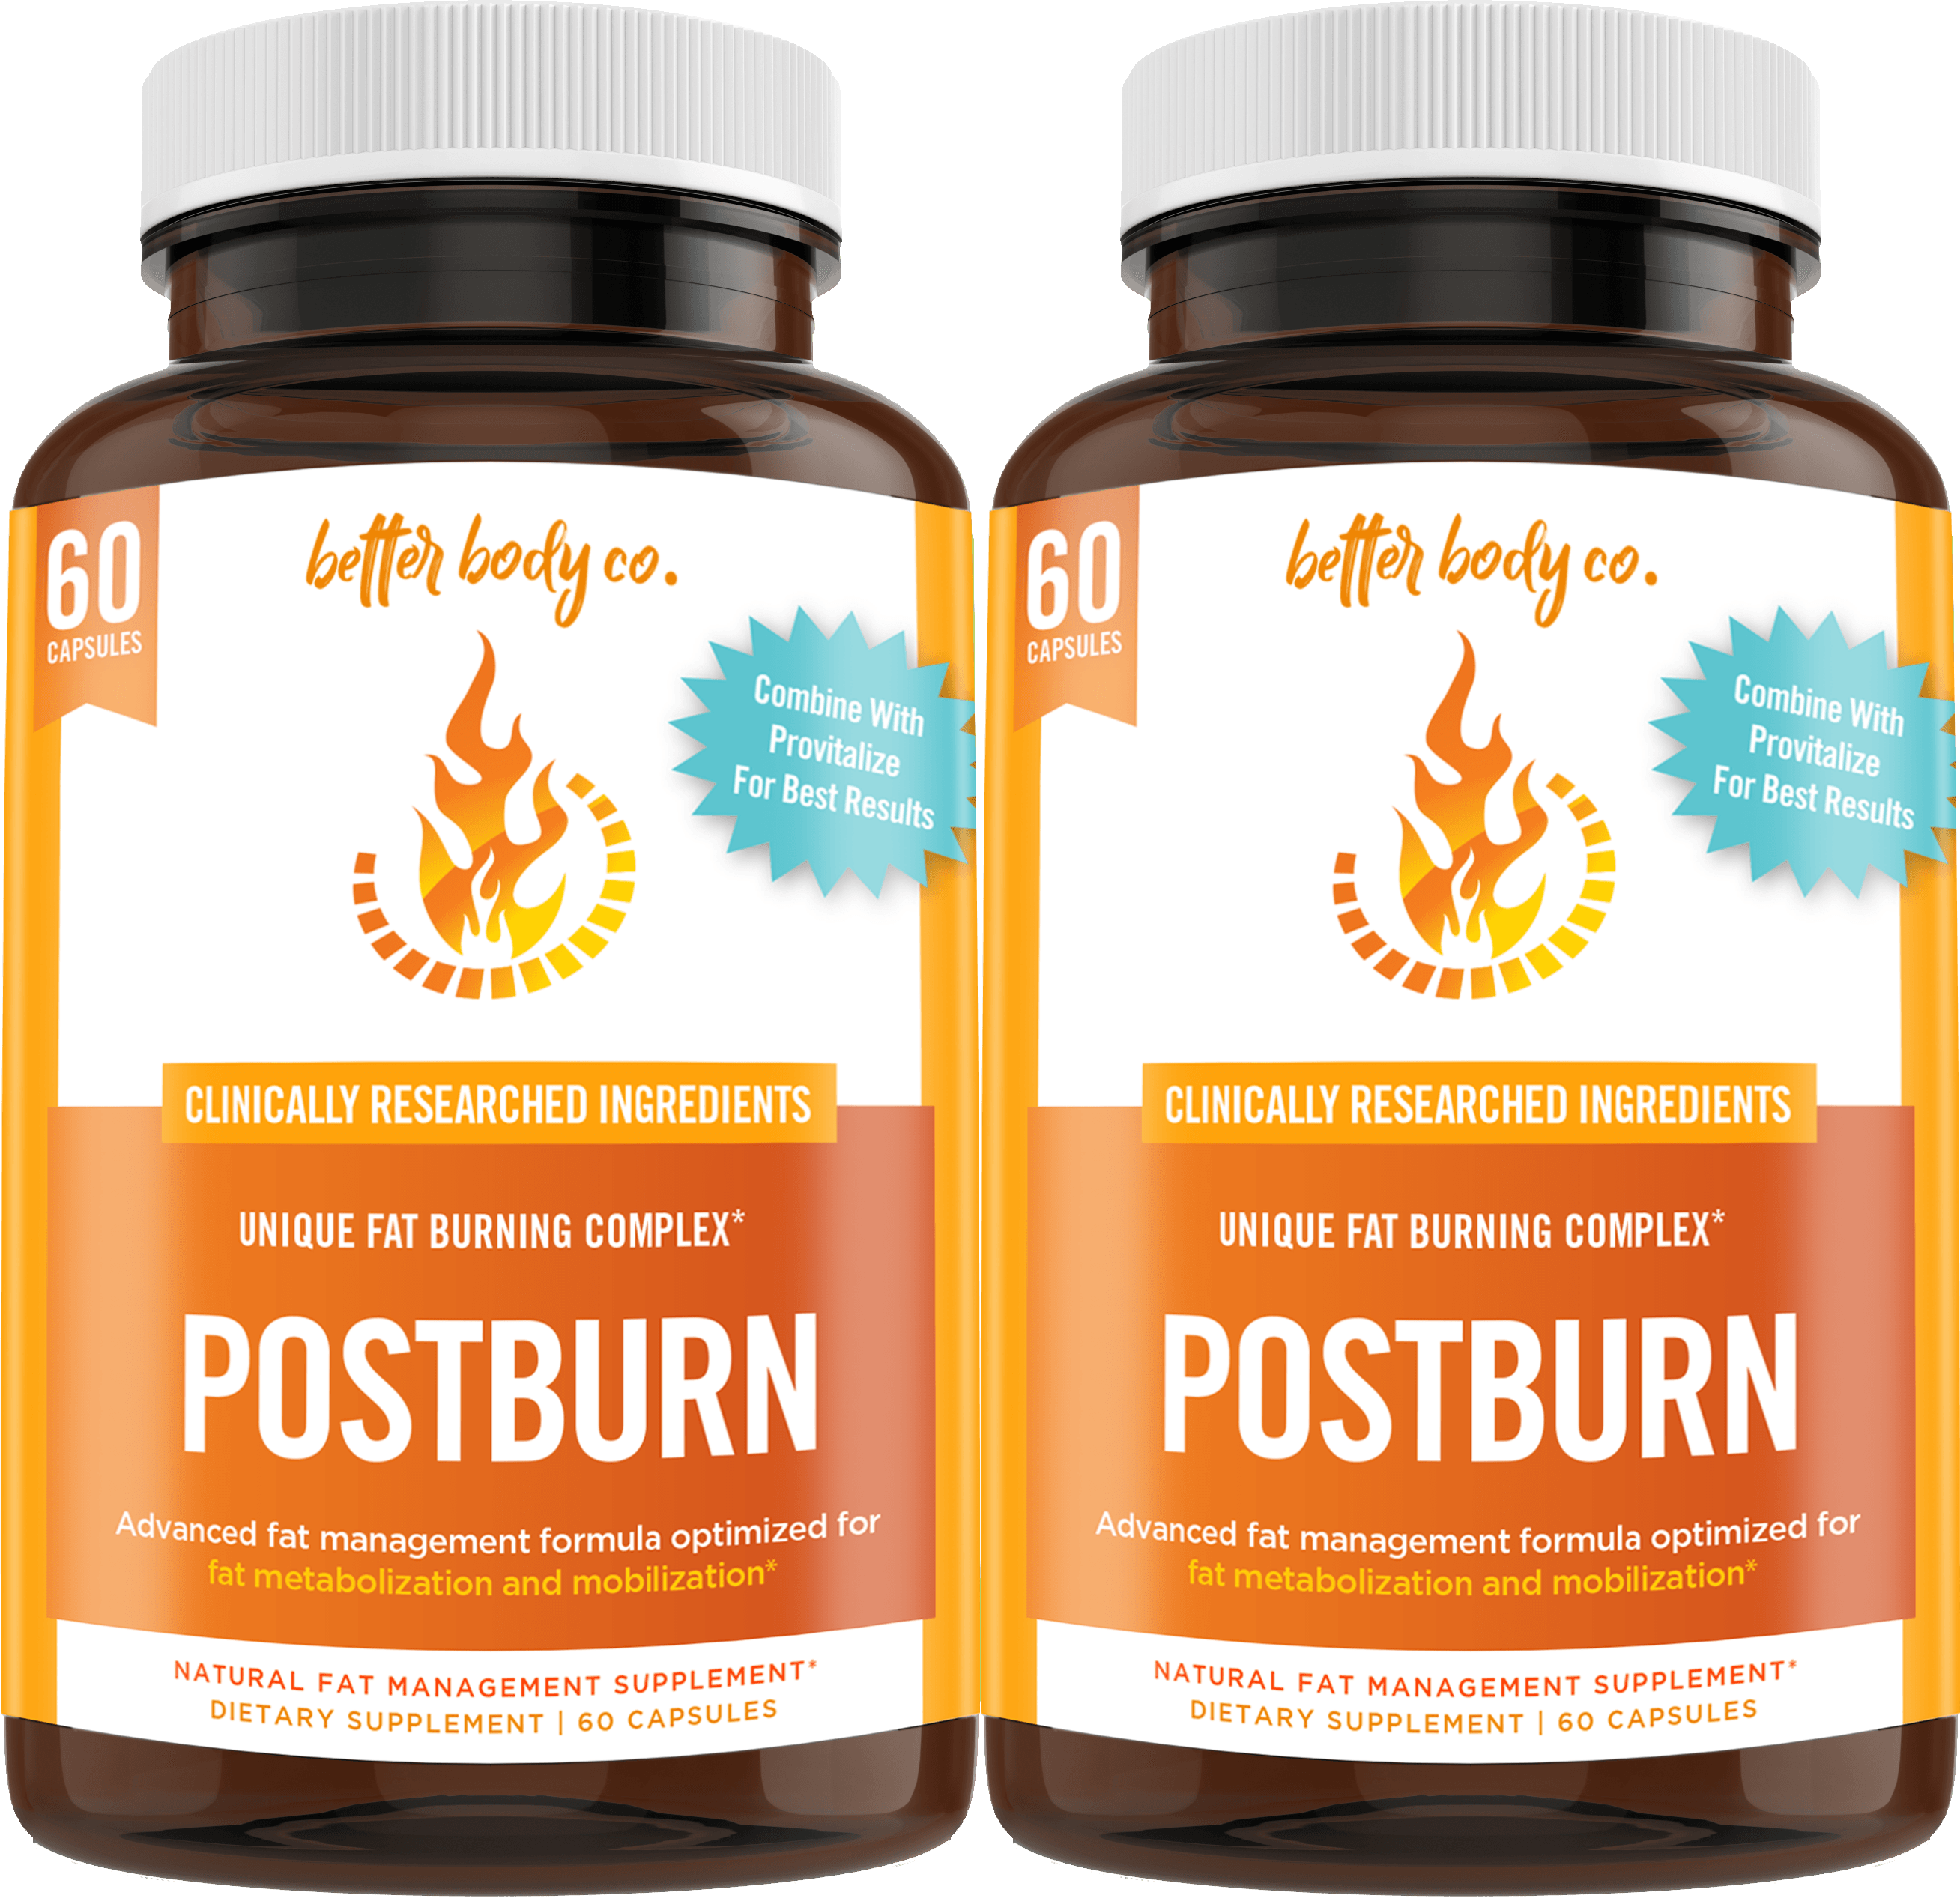 60
CAPSULES
better body co.
Combine With
Provitalize
For Best Results
CLINICALLY RESEARCHED INGREDIENTS
UNIQUE FAT BURNING COMPLEX*
POSTBURN
Advanced fat management formula optimized for
fat metabolization and mobilization*
NATURAL FAT MANAGEMENT SUPPLEMENT*
DIETARY SUPPLEMENT | 60 CAPSULES
60
CAPSULES
better body co.
Combine With
Provitalize
For Best Results
CLINICALLY RESEARCHED INGREDIENTS
UNIQUE FAT BURNING COMPLEX*
POSTBURN
Advanced fat management formula optimized for
fat metabolization and mobilization*
NATURAL FAT MANAGEMENT SUPPLEMENT*
DIETARY SUPPLEMENT | 60 CAPSULES